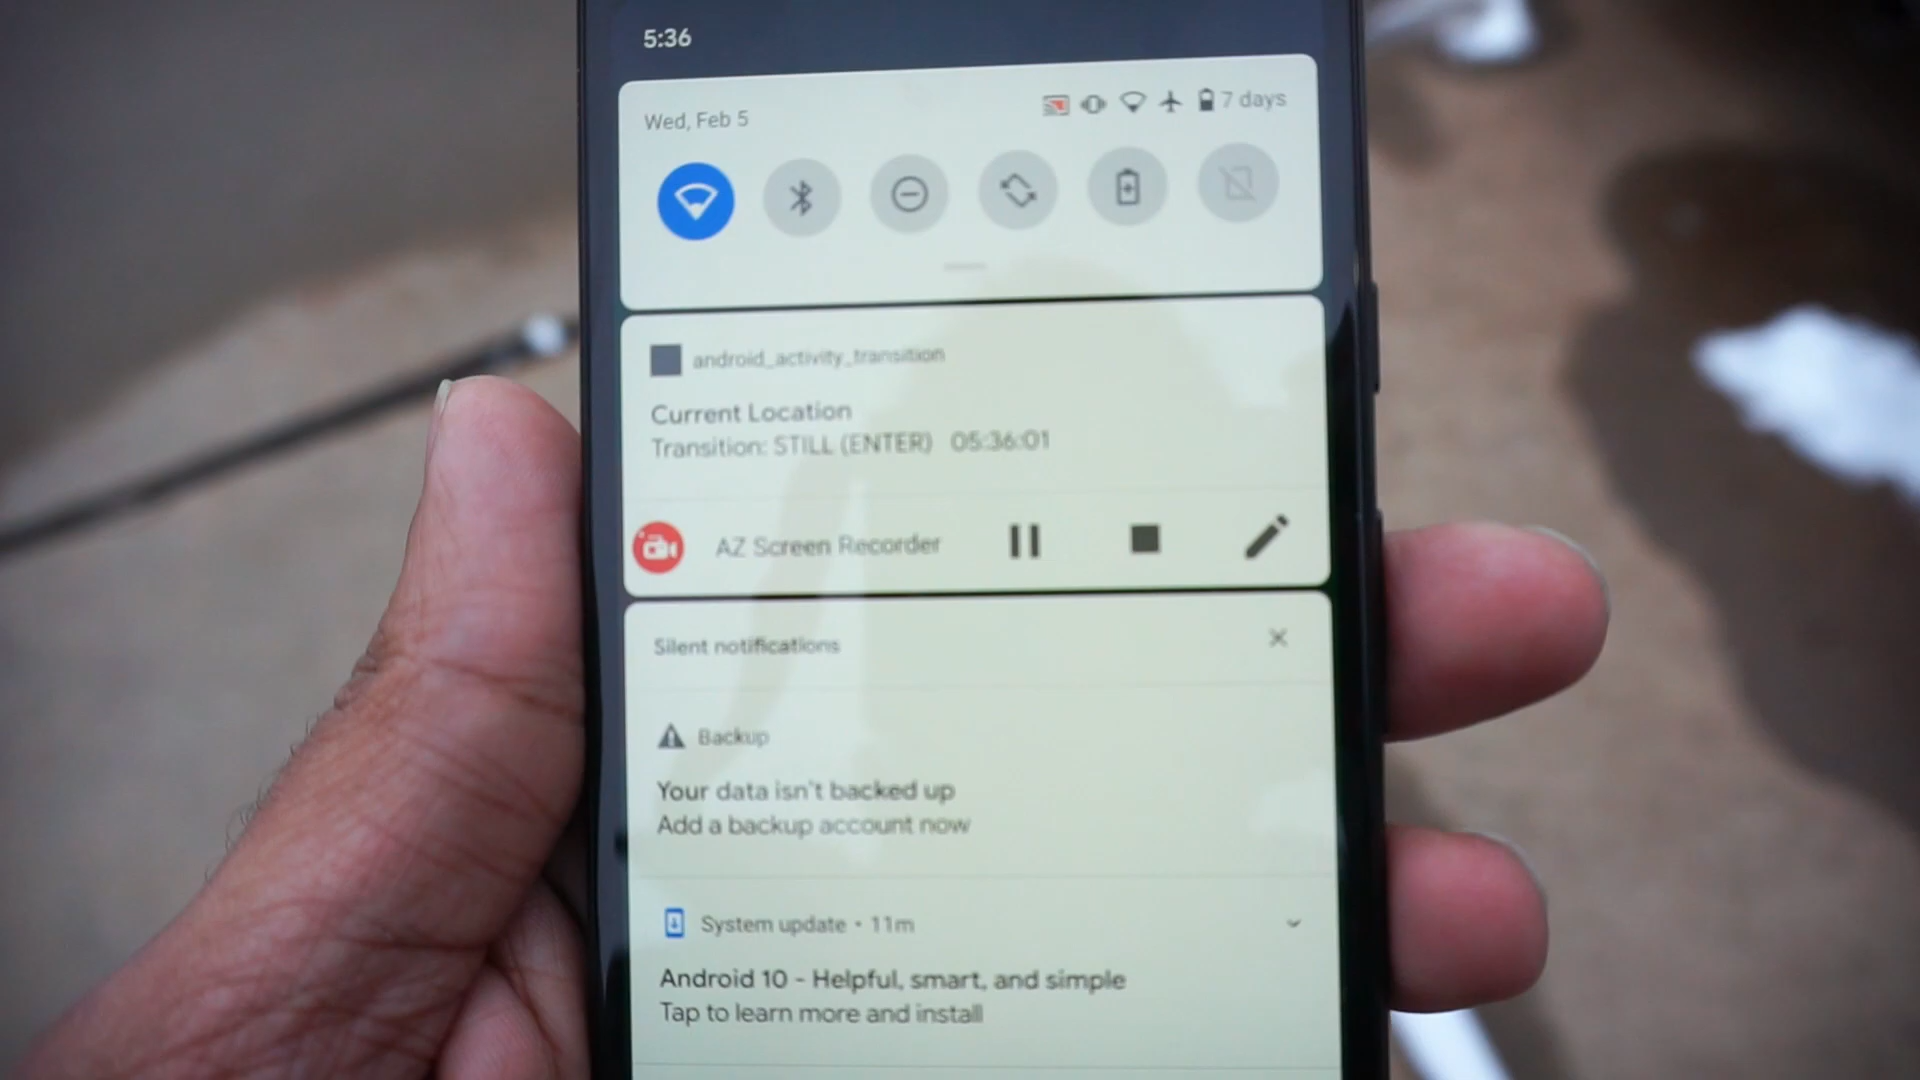 5:36
Wed, Feb 5
7 days
android_activity_transition
Current Location
Transition: STILL (ENTER) 05:36:01
AZ Screen Recorder
Silent notifications
Backup
Your data isn't backed up
Add a backup account now
System update • 11m
Android 10 - Helpful, smart, and simple
Tap to learn more and install